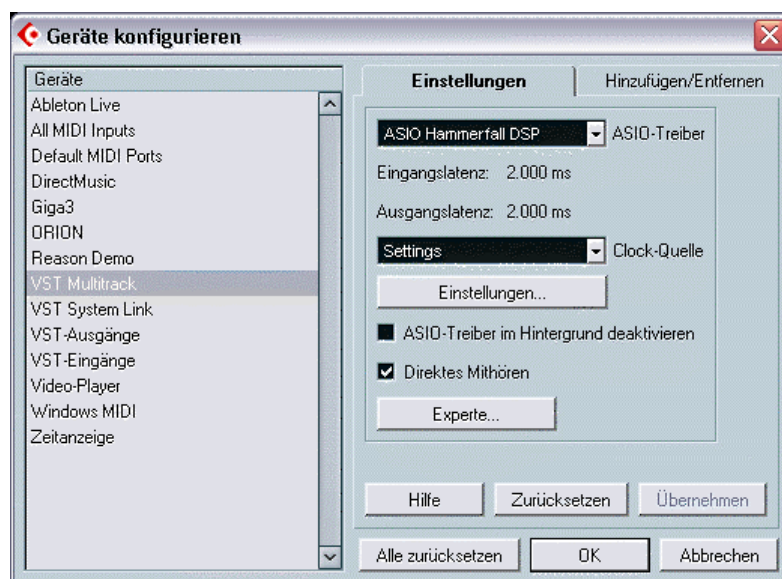 Geräte konfigurieren
Geräte
Ableton Live
All MIDI Inputs
Default MIDI Ports
DirectMusic
Giga3
ORION
Reason Demo
VST Multitrack
VST System Link
VST-Ausgänge
VST-Eingänge
Video-Player
Windows MIDI
Zeitanzeige
Einstellungen
Hinzufügen/Entfernen
ASIO Hammerfall DSP ASIO-Treiber
Eingangslatenz: 2.000 ms
Ausgangslatenz: 2.000 ms
Settings Clock-Quelle
Einstellungen...
ASIO-Treiber im Hintergrund deaktivieren
Direktes Mithören
Experte...
Hilfe Zurücksetzen Übernehmen
Alle zurücksetzen OK Abbrechen